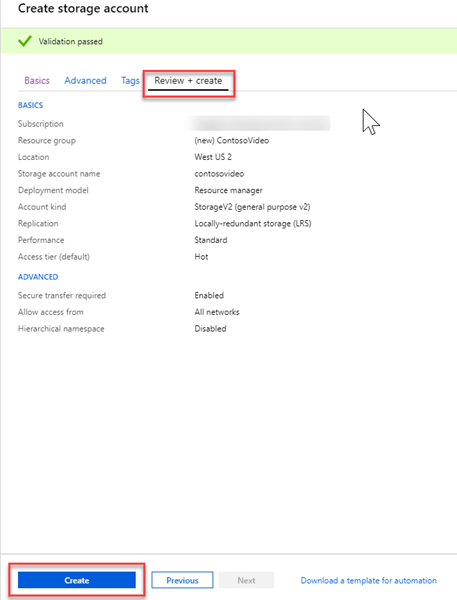 Create storage account
Validation passed
Basics Advanced Tags Review + create
BASICS
Subscription
Resource group (new) ContosoVideo
Location West US 2
Storage account name contosovideo
Deployment model Resource manager
Account kind StorageV2 (general purpose v2)
Replication Locally-redundant storage (LRS)
Performance Standard
Access tier (default) Hot
ADVANCED
Secure transfer required Enabled
Allow access from All networks
Hierarchical namespace Disabled
Create Previous Next Download a template for automation